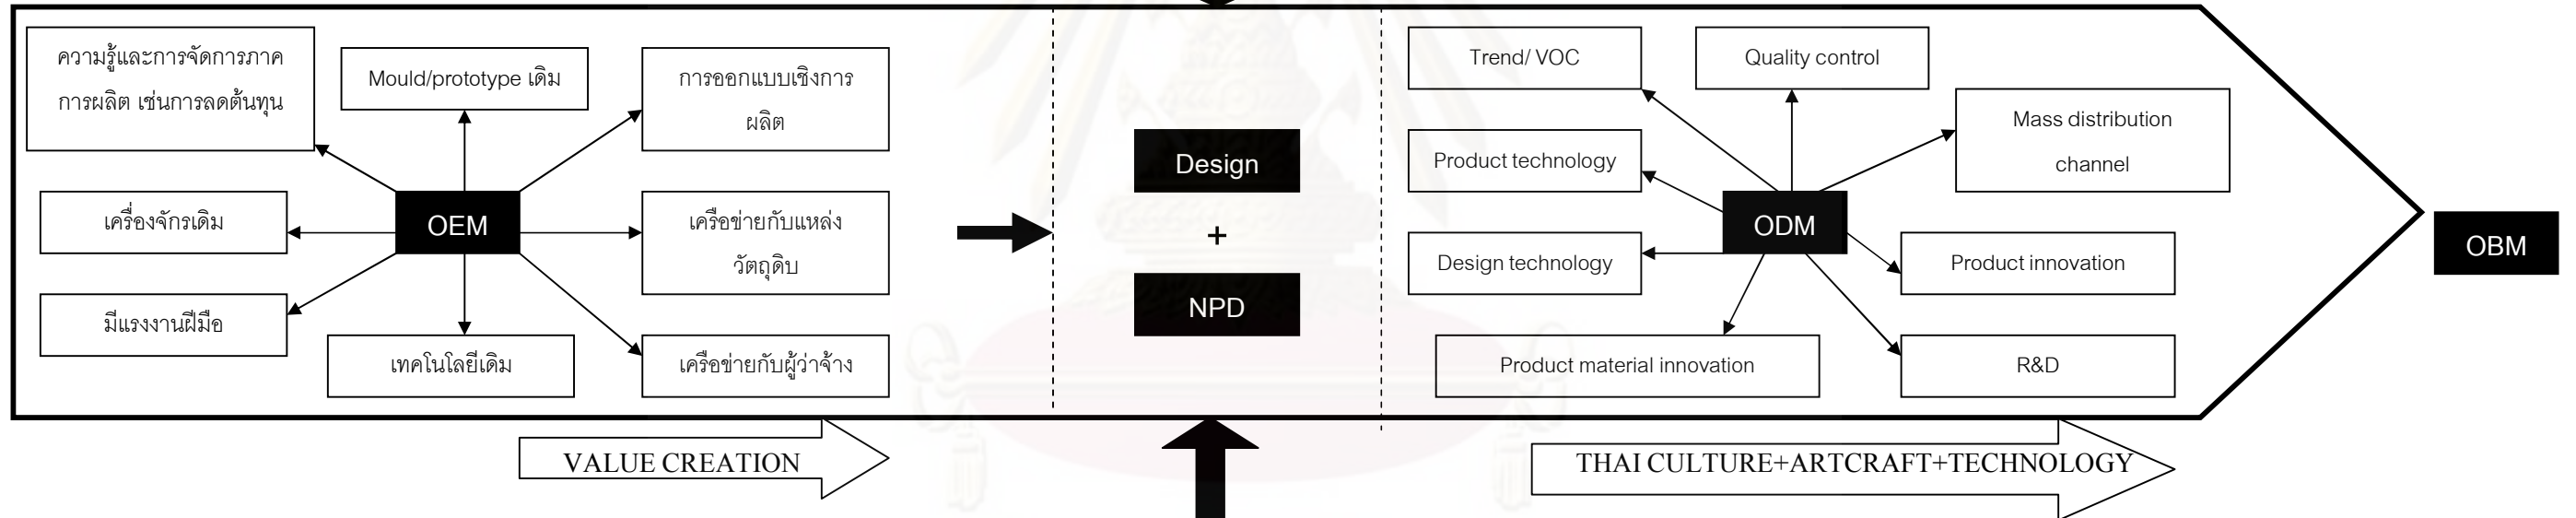 ความรู้และการจัดการภาค
การผลิต เช่นการลดต้นทุน
Mould/prototype เดิม
การออกแบบเชิงการ
ผลิต
เครื่องจักรเดิม
OEM
เครือข่ายกับแหล่ง
วัตถุดิบ
มีแรงงานฝีมือ
เทคโนโลยีเดิม
เครือข่ายกับผู้ว่าจ้าง
Design
+
NPD
Trend/ VOC
Quality control
Mass distribution
channel
Product technology
ODM
Design technology
Product innovation
Product material innovation
R&D
OBM
VALUE CREATION
THAI CULTURE+ARTCRAFT+TECHNOLOGY